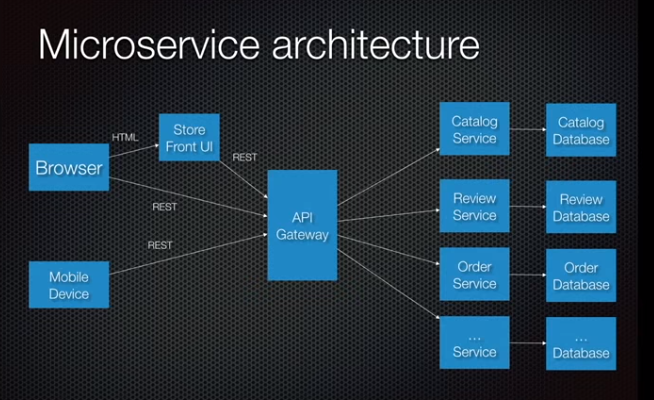 Microservice architecture
HTML
Store
Front UI
Browser
REST
REST
REST
Mobile
Device
API
Gateway
Catalog
Service
Catalog
Database
Review
Service
Review
Database
Order
Service
Order
Database
...
Service
...
Database